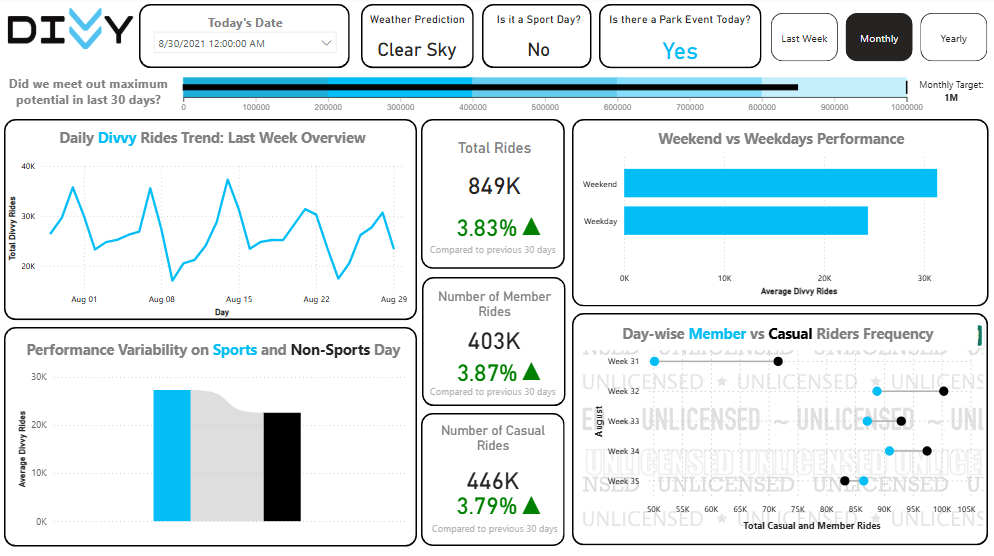 DIVVY
Today's Date
8/30/2021 12:00:00 AM
Weather Prediction
Clear Sky
Is it a Sport Day?
No
Is there a Park Event Today?
Yes
Last Week
Monthly
Yearly
Did we meet out maximum
potential in last 30 days?
0 100000 200000 300000 400000 500000 600000 700000 800000 900000 1000000
Monthly Target:
1M
Daily Divvy Rides Trend: Last Week Overview
Total Divvy Rides
40K
30K
20K
Aug 01 Aug 08 Aug 15 Aug 22 Aug 29
Day
Total Rides
849K
3.83%
Compared to previous 30 days
Weekend vs Weekdays Performance
Weekend
Weekday
0K 10K 20K 30K
Average Divvy Rides
Performance Variability on Sports and Non-Sports Day
Average Divvy Rides
30K
20K
10K
0K
Number of Member
Rides
403K
3.87%
Compared to previous 30 days
Number of Casual
Rides
446K
3.79%
Compared to previous 30 days
Day-wise Member vs Casual Riders Frequency
August
Week 31
Week 32
Week 33
Week 34
Week 35
UNLICENSED UNLICENSED
UNLICENSED UNLICENSED
UNLICENSED ~ UNLICENSED ~ UNLI
UNLICENSED UNLICENSED UNLICE
UNLICENSED UNLICENSED
UNLICENSED UNLICENS
50K 55K 60K 65K 70K 75K 80K 85K 90K 95K 100K 105K
Total Casual and Member Rides